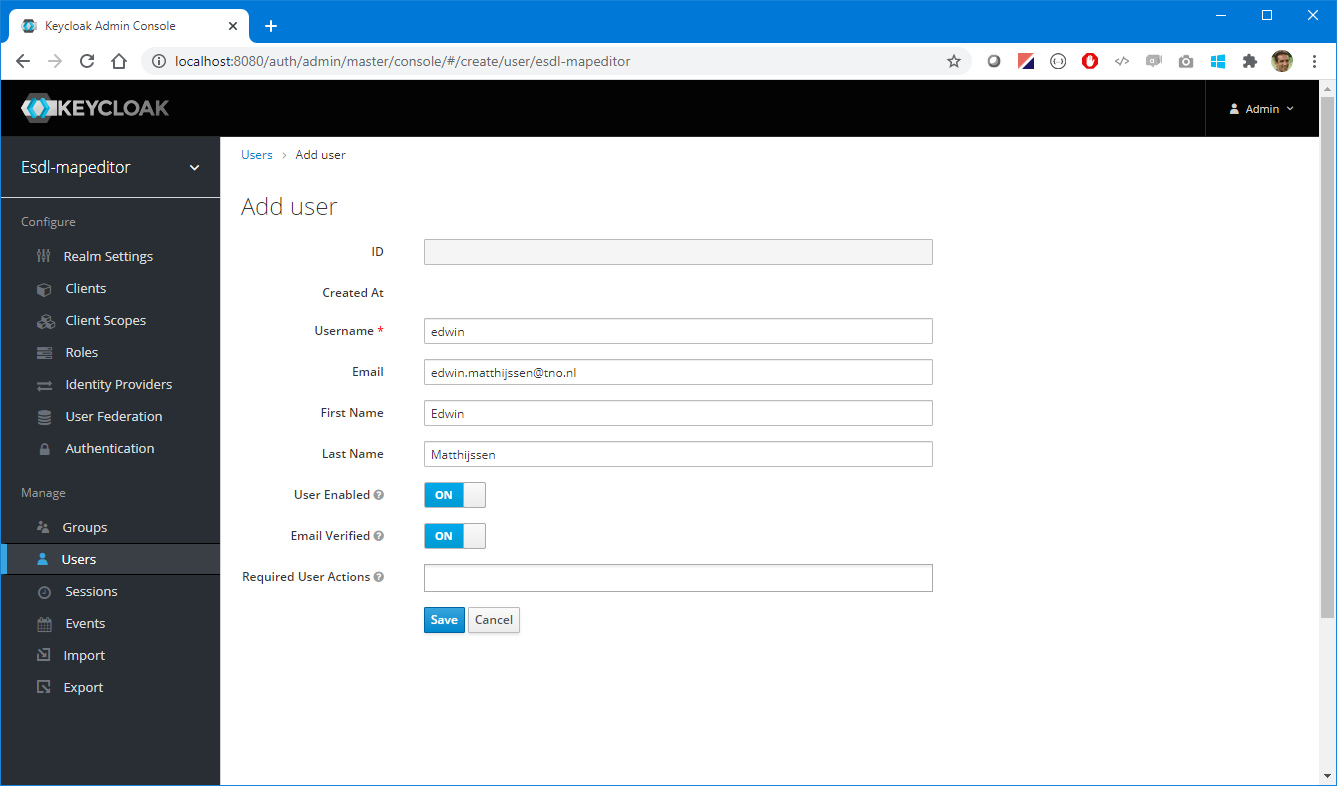 Keycloak Admin Console
localhost:8080/auth/admin/master/console/#/create/user/esdl-mapeditor
KEYCLOAK
Admin
Esdl-mapeditor
Configure
Realm Settings
Clients
Client Scopes
Roles
Identity Providers
User Federation
Authentication
Manage
Groups
Users
Sessions
Events
Import
Export
Users > Add user
Add user
ID
Created At
Username * edwin
Email edwin.matthijssen@tno.nl
First Name Edwin
Last Name Matthijssen
User Enabled ON
Email Verified ON
Required User Actions
Save Cancel